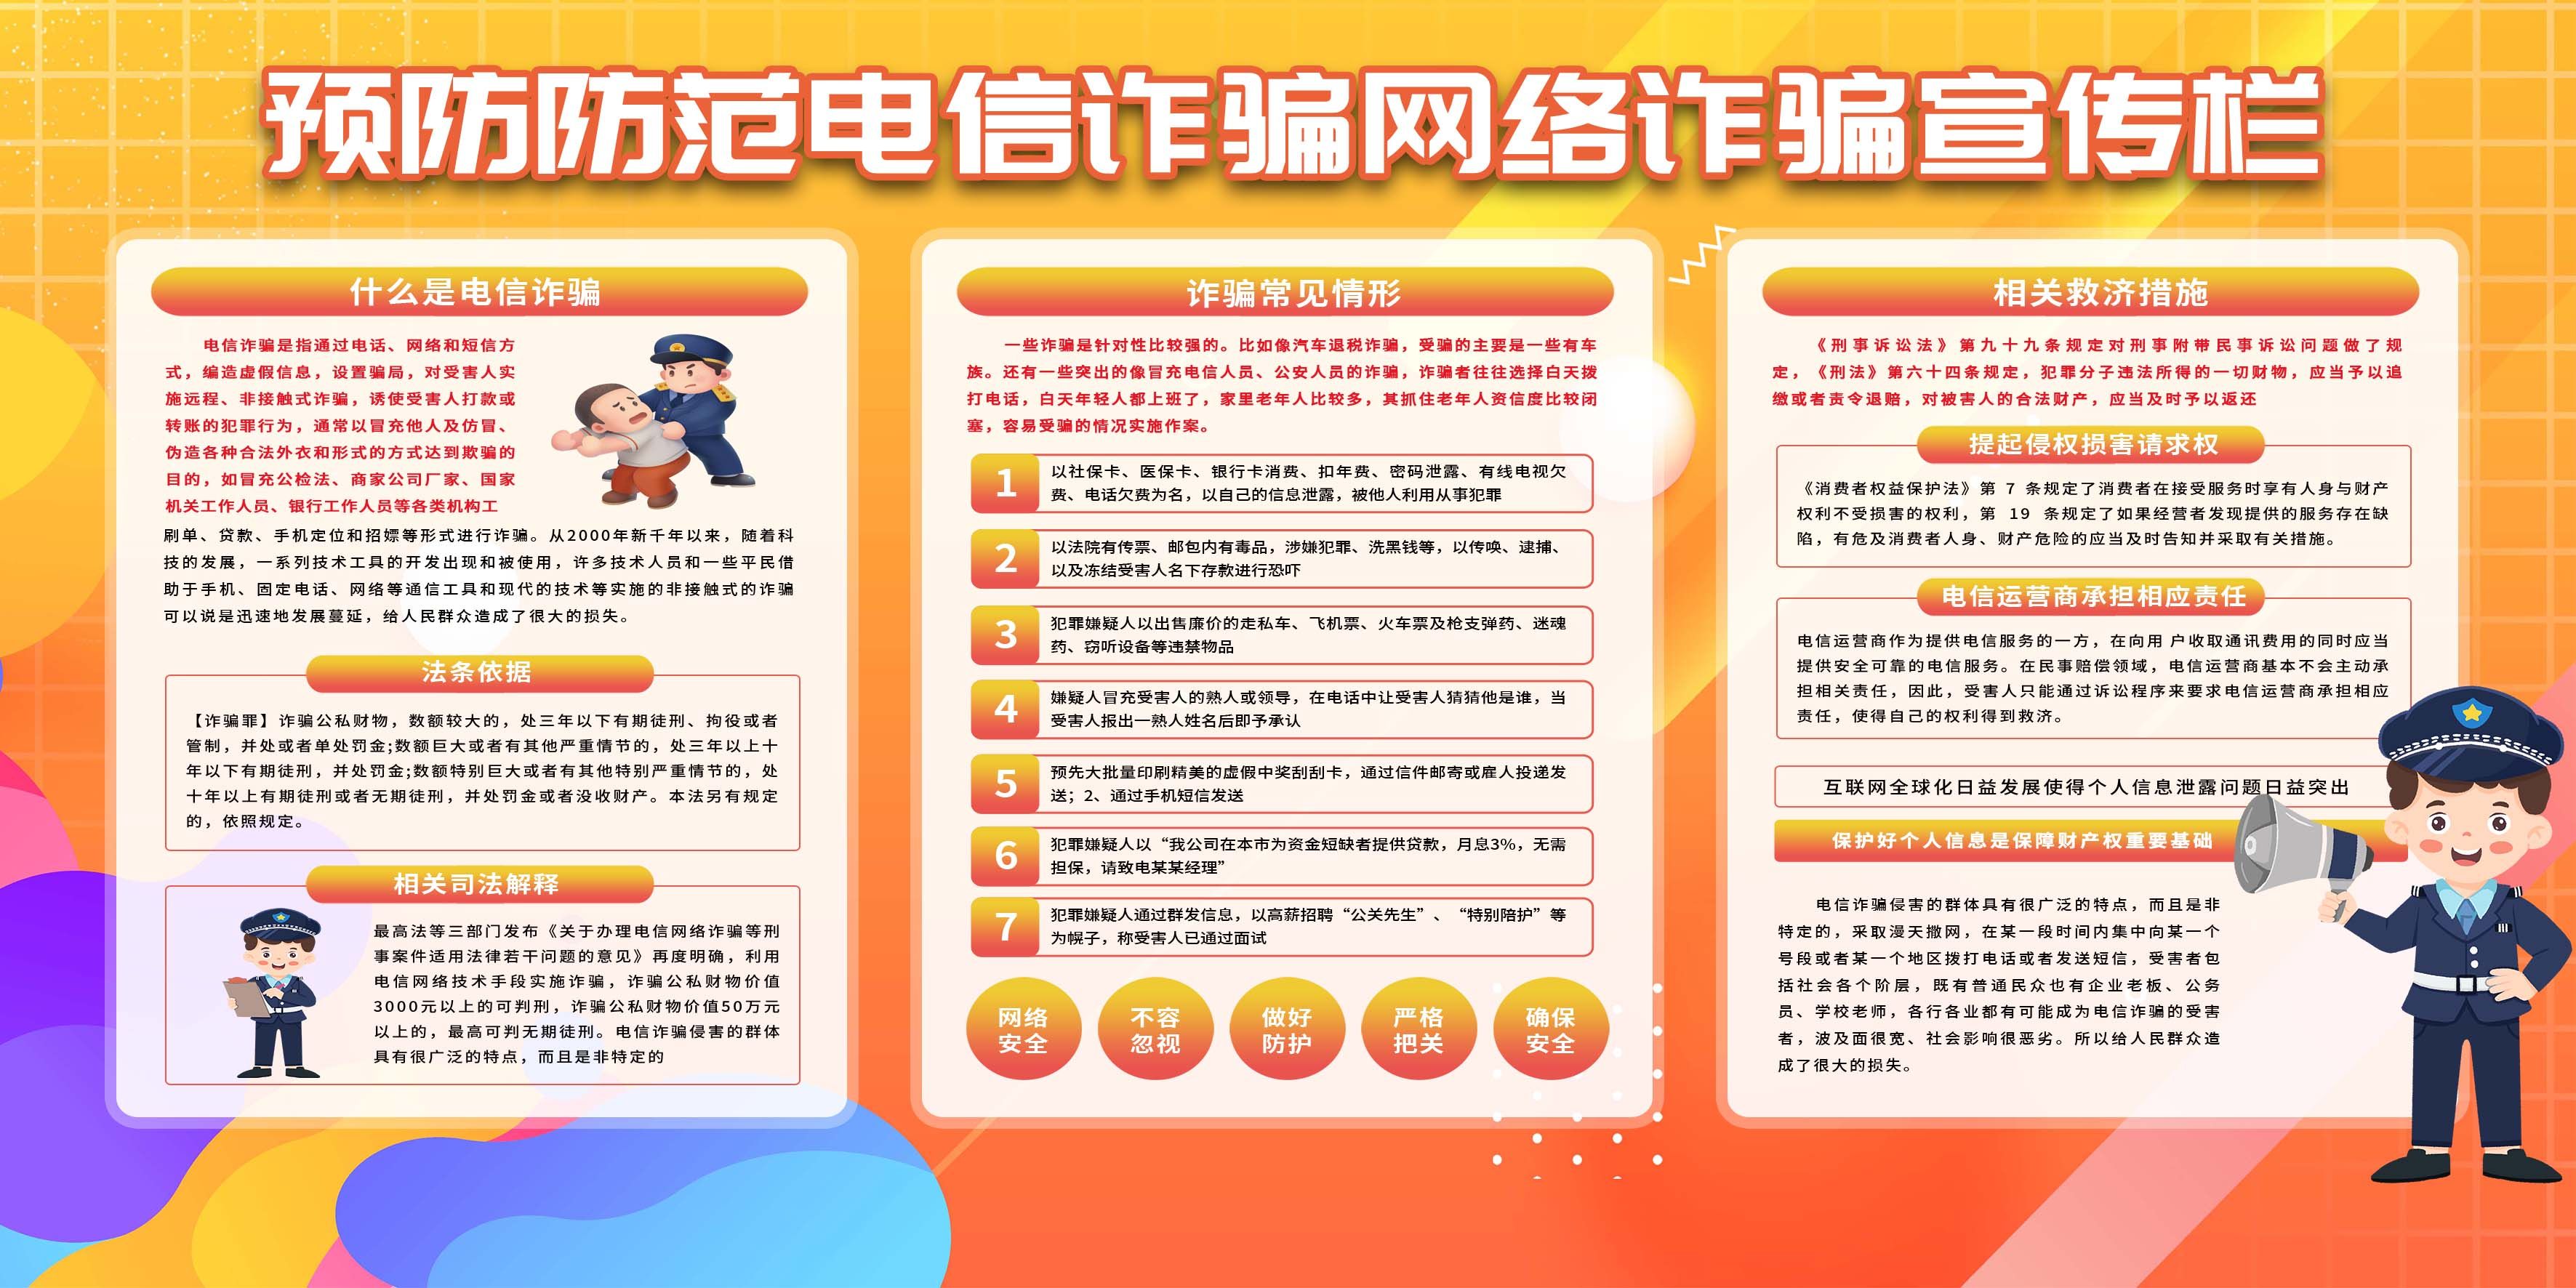 预防防范电信诈骗网络诈骗宣传栏
什么是电信诈骗
电信诈骗是指通过电话、网络和短信方
式，编造虚假信息，设置骗局，对受害人实
施远程、非接触式诈骗，诱使受害人打款或
转账的犯罪行为，通常以冒充他人及仿冒、
伪造各种合法外衣和形式的方式达到欺骗的
目的，如冒充公检法、商家公司厂家、国家
机关工作人员、银行工作人员等各类机构工
刷单、贷款、手机定位和招嫖等形式进行诈骗。从2000年新千年以来，随着科
技的发展，一系列技术工具的开发出现和被使用，许多技术人员和一些平民借
助于手机、固定电话、网络等通信工具和现代的技术等实施的非接触式的诈骗
可以说是迅速地发展蔓延，给人民群众造成了很大的损失。
法条依据
【诈骗罪】诈骗公私财物，数额较大的，处三年以下有期徒刑、拘役或者
管制，并处或者单处罚金;数额巨大或者有其他严重情节的，处三年以上十
年以下有期徒刑，并处罚金;数额特别巨大或者有其他特别严重情节的，处
十年以上有期徒刑或者无期徒刑，并处罚金或者没收财产。本法另有规定
的，依照规定。
相关司法解释
最高法等三部门发布《关于办理电信网络诈骗等刑
事案件适用法律若干问题的意见》再度明确，利用
电信网络技术手段实施诈骗，诈骗公私财物价值
3000元以上的可判刑，诈骗公私财物价值50万元
以上的，最高可判无期徒刑。电信诈骗侵害的群体
具有很广泛的特点，而且是非特定的
诈骗常见情形
一些诈骗是针对性比较强的。比如像汽车退税诈骗，受骗的主要是一些有车
族。还有一些突出的像冒充电信人员、公安人员的诈骗，诈骗者往往选择白天拨
打电话，白天年轻人都上班了，家里老年人比较多，其抓住老年人资信度比较闭
塞，容易受骗的情况实施作案。
1
以社保卡、医保卡、银行卡消费、扣年费、密码泄露、有线电视欠
费、电话欠费为名，以自己的信息泄露，被他人利用从事犯罪
2
以法院有传票、邮包内有毒品，涉嫌犯罪、洗黑钱等，以传唤、逮捕、
以及冻结受害人名下存款进行恐吓
3
犯罪嫌疑人以出售廉价的走私车、飞机票、火车票及枪支弹药、迷魂
药、窃听设备等违禁物品
4
嫌疑人冒充受害人的熟人或领导，在电话中让受害人猜猜他是谁，当
受害人报出一熟人姓名后即予承认
5
预先大批量印刷精美的虚假中奖刮刮卡，通过信件邮寄或雇人投递发
送；2、通过手机短信发送
6
犯罪嫌疑人以“我公司在本市为资金短缺者提供贷款，月息3%，无需
担保，请致电某某经理”
7
犯罪嫌疑人通过群发信息，以高薪招聘“公关先生”、“特别陪护”等
为幌子，称受害人已通过面试
网络
安全
不容
忽视
做好
防护
严格
把关
确保
安全
相关救济措施
《刑事诉讼法》第九十九条规定对刑事附带民事诉讼问题做了规
定，《刑法》第六十四条规定，犯罪分子违法所得的一切财物，应当予以追
缴或者责令退赔，对被害人的合法财产，应当及时予以返还
提起侵权损害请求权
《消费者权益保护法》第 7 条规定了消费者在接受服务时享有人身与财产
权利不受损害的权利，第 19 条规定了如果经营者发现提供的服务存在缺
陷，有危及消费者人身、财产危险的应当及时告知并采取有关措施。
电信运营商承担相应责任
电信运营商作为提供电信服务的一方，在向用 户收取通讯费用的同时应当
提供安全可靠的电信服务。在民事赔偿领域，电信运营商基本不会主动承
担相关责任，因此，受害人只能通过诉讼程序来要求电信运营商承担相应
责任，使得自己的权利得到救济。
互联网全球化日益发展使得个人信息泄露问题日益突出
保护好个人信息是保障财产权重要基础
电信诈骗侵害的群体具有很广泛的特点，而且是非
特定的，采取漫天撒网，在某一段时间内集中向某一个
号段或者某一个地区拨打电话或者发送短信，受害者包
括社会各个阶层，既有普通民众也有企业老板、公务
员、学校老师，各行各业都有可能成为电信诈骗的受害
者，波及面很宽、社会影响很恶劣。所以给人民群众造
成了很大的损失。